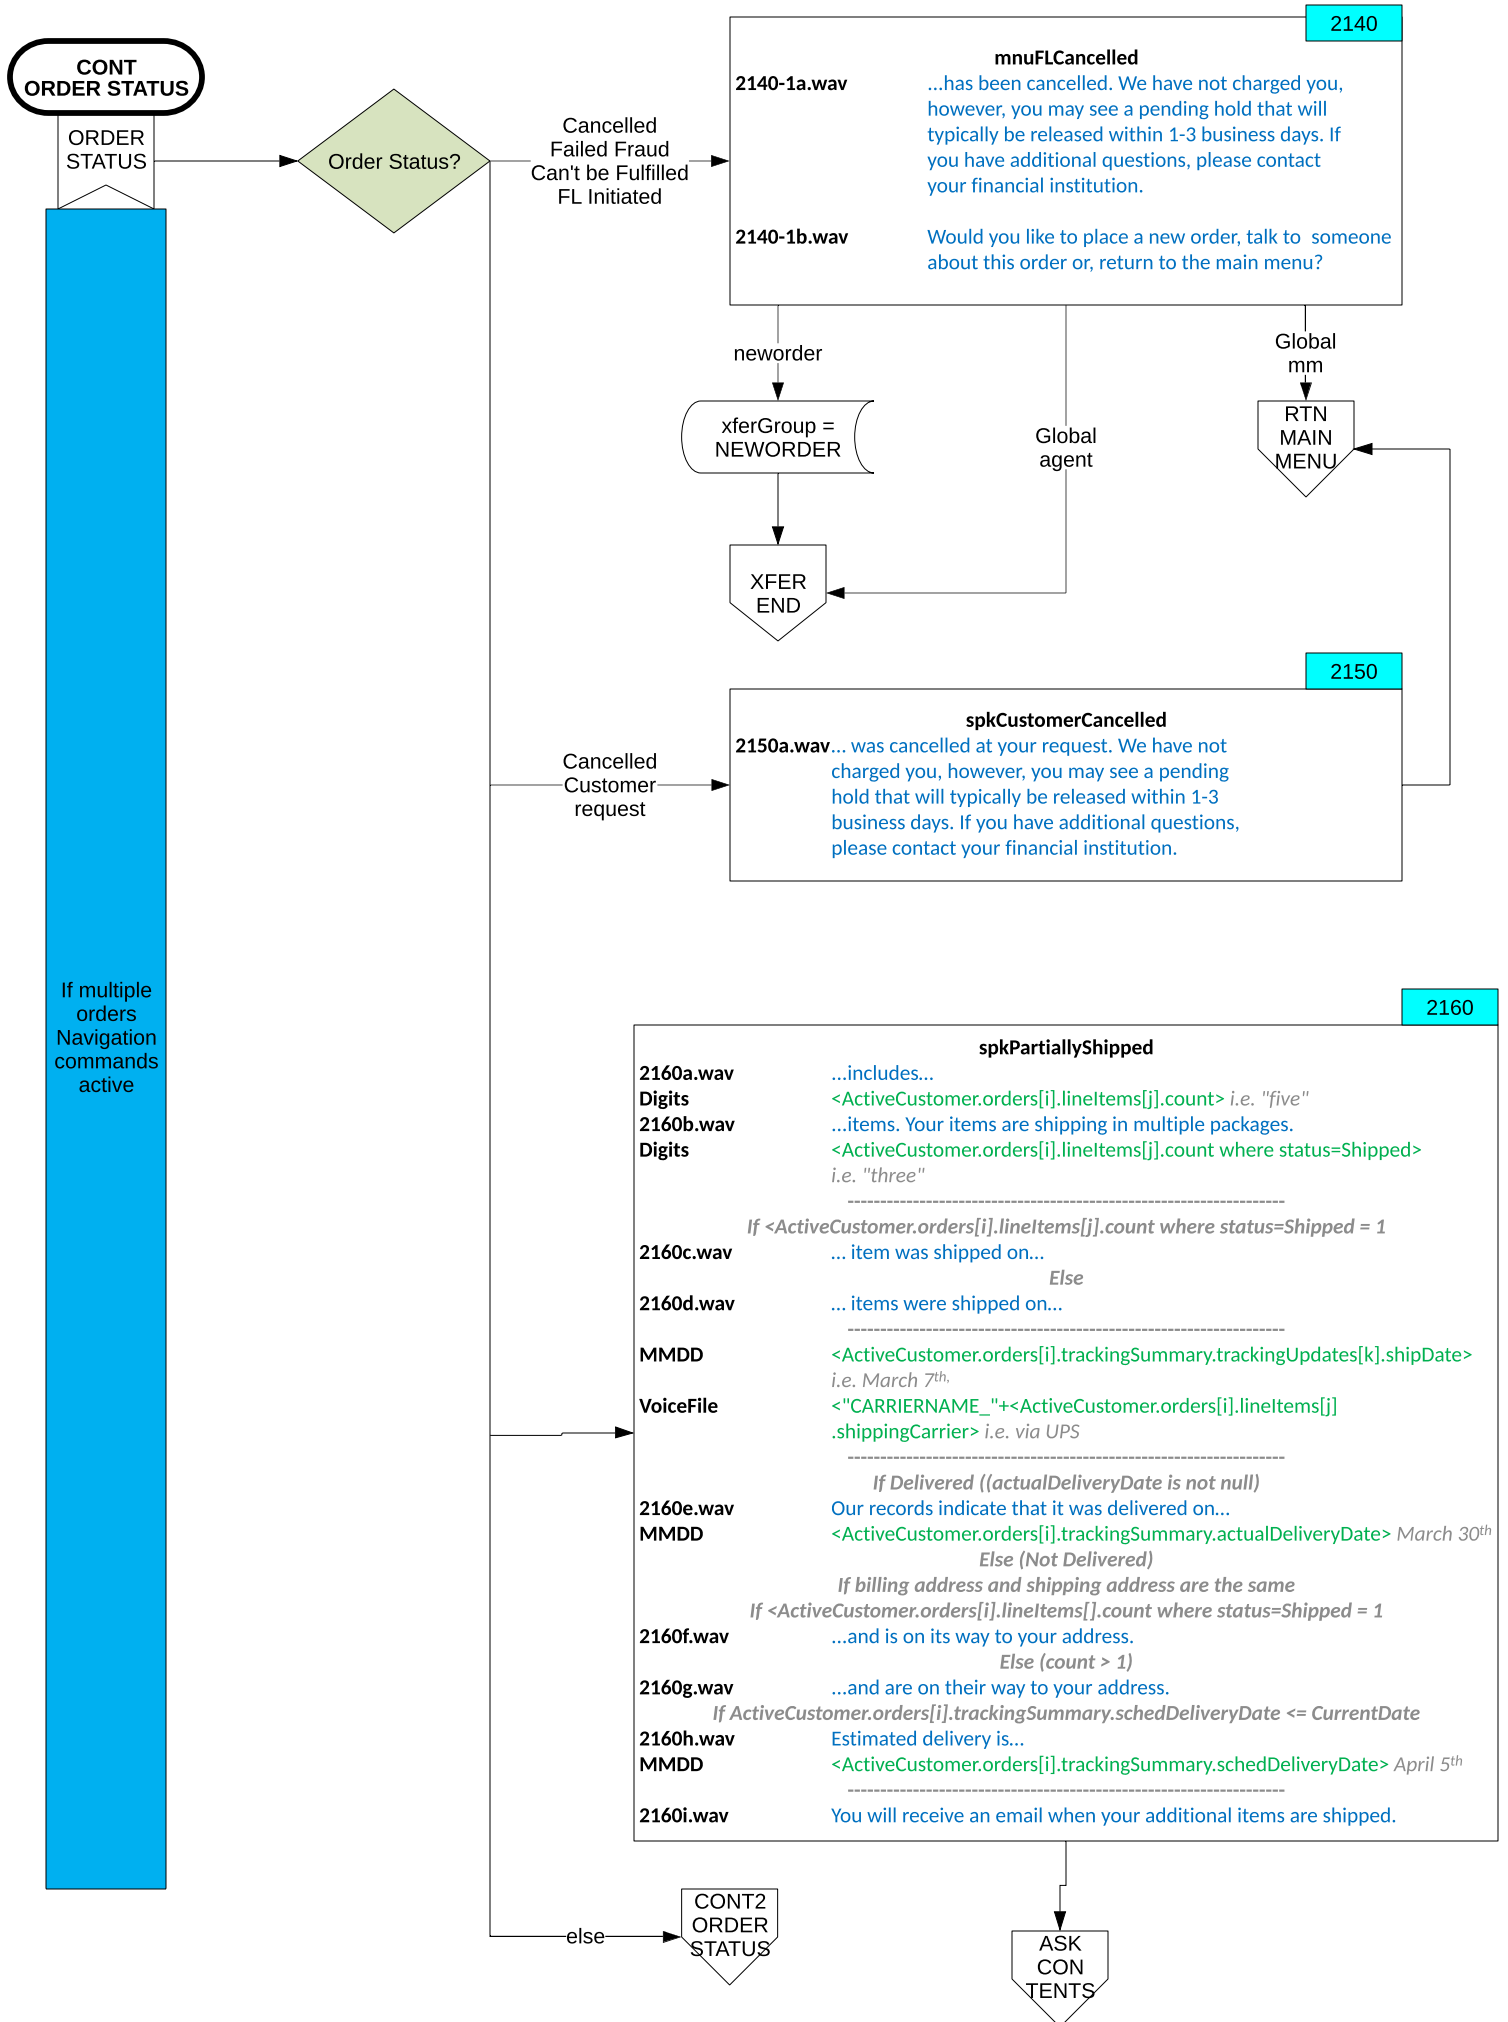 CONT
ORDER STATUS
ORDER
STATUS
Order Status?
Cancelled
Failed Fraud
Can't be Fulfilled
FL Initiated
2140
mnuFLCancelled
2140-1a.wav ...has been cancelled. We have not charged you,
however, you may see a pending hold that will
typically be released within 1-3 business days. If
you have additional questions, please contact
your financial institution.
2140-1b.wav Would you like to place a new order, talk to someone
about this order or, return to the main menu?
neworder
Global
agent
Global
mm
xferGroup =
NEWORDER
RTN
MAIN
MENU
XFER
END
2150
spkCustomerCancelled
Cancelled
Customer
request
2150a.wav... was cancelled at your request. We have not
charged you, however, you may see a pending
hold that will typically be released within 1-3
business days. If you have additional questions,
please contact your financial institution.
If multiple
orders
Navigation
commands
active
2160
spkPartiallyShipped
2160a.wav ...includes...
Digits <ActiveCustomer.orders[i].lineItems[j].count> i.e. "five"
2160b.wav ...items. Your items are shipping in multiple packages.
Digits <ActiveCustomer.orders[i].lineItems[j].count where status=Shipped>
i.e. "three"
--------------------------------------------------------------------
If <ActiveCustomer.orders[i].lineItems[j].count where status=Shipped = 1
2160c.wav ... item was shipped on...
Else
2160d.wav ... items were shipped on...
--------------------------------------------------------------------
MMDD <ActiveCustomer.orders[i].trackingSummary.trackingUpdates[k].shipDate>
i.e. March 7th,
VoiceFile <"CARRIERNAME_"+<ActiveCustomer.orders[i].lineItems[j]
.shippingCarrier> i.e. via UPS
--------------------------------------------------------------------
If Delivered ((actualDeliveryDate is not null)
2160e.wav Our records indicate that it was delivered on...
MMDD <ActiveCustomer.orders[i].trackingSummary.actualDeliveryDate> March 30th
Else (Not Delivered)
If billing address and shipping address are the same
If <ActiveCustomer.orders[i].lineItems[].count where status=Shipped = 1
2160f.wav ...and is on its way to your address.
Else (count > 1)
2160g.wav ...and are on their way to your address.
If ActiveCustomer.orders[i].trackingSummary.schedDeliveryDate <= CurrentDate
2160h.wav Estimated delivery is...
MMDD <ActiveCustomer.orders[i].trackingSummary.schedDeliveryDate> April 5th
--------------------------------------------------------------------
2160i.wav You will receive an email when your additional items are shipped.
else
CONT2
ORDER
STATUS
ASK
CON
TENTS